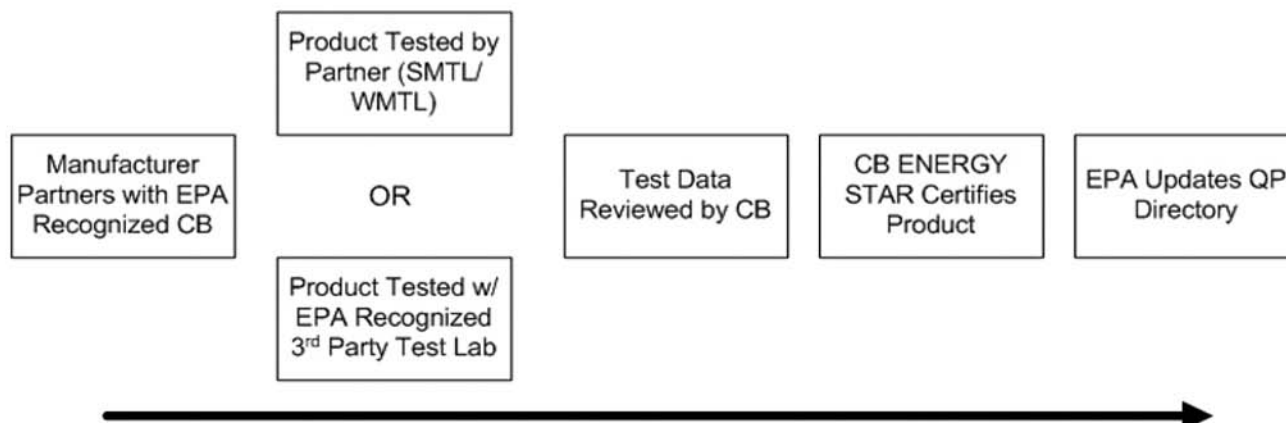 Manufacturer
Partners with EPA
Recognized CB
Product Tested by
Partner (SMTL/
WMTL)
OR
Product Tested w/
EPA Recognized
3rd Party Test Lab
Test Data
Reviewed by CB
CB ENERGY
STAR Certifies
Product
EPA Updates QP
Directory